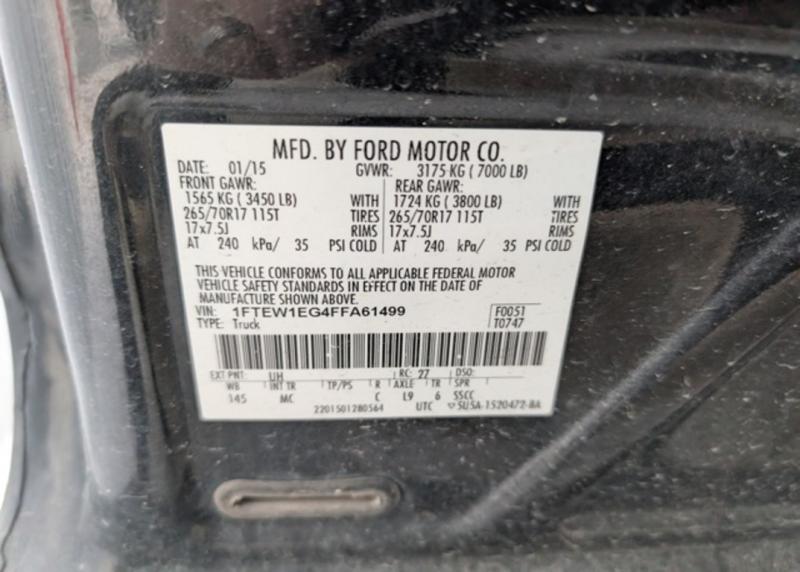 MFD. BY FORD MOTOR CO.
DATE: 01/15 GVWR: 3175 KG ( 7000 LB)
FRONT GAWR: REAR GAWR:
1565 KG ( 3450 LB) WITH 1724 KG ( 3800 LB) WITH
265/70R17 115T TIRES 265/70R17 115T TIRES
17x7.5J RIMS 17x7.5J RIMS
AT 240 kPa/ 35 PSI COLD AT 240 kPa/ 35 PSI COLD
THIS VEHICLE CONFORMS TO ALL APPLICABLE FEDERAL MOTOR
VEHICLE SAFETY STANDARDS IN EFFECT ON THE DATE OF
MANUFACTURE SHOWN ABOVE.
VIN: 1FTEW1EG4FFA61499 F0051
TYPE: Truck T0747
EXT PNT: UH RC: 27 DSO:
WB INT TR TP/PS R AXLE TR SPR
145 MC C L9 6 SSCC
2201501280564 UTC ▽ 5U5A-1520472-BA